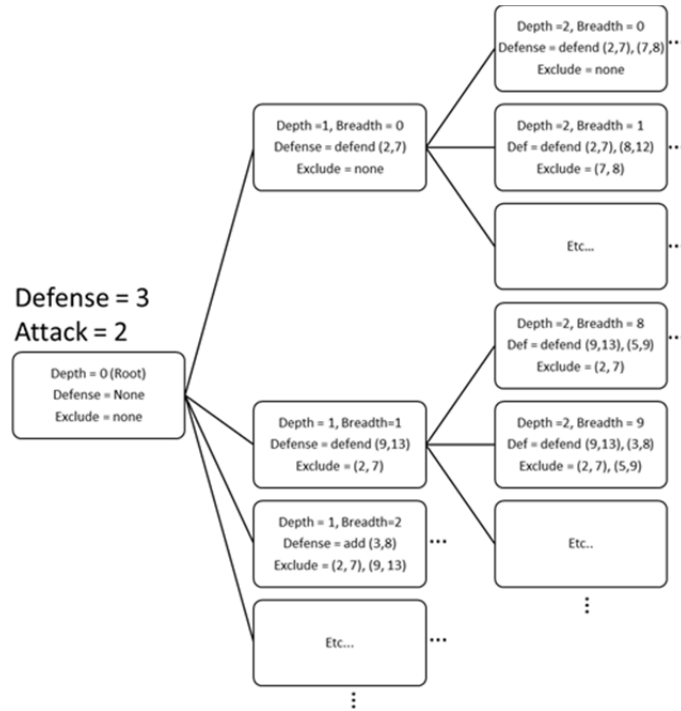 Defense = 3
Attack = 2
Depth = 0 (Root)
Defense = None
Exclude = none
Depth =1, Breadth = 0
Defense = defend (2,7)
Exclude = none
Depth = 1, Breadth=1
Defense = defend (9,13)
Exclude = (2, 7)
Depth = 1, Breadth=2
Defense = add (3,8)
Exclude = (2, 7), (9, 13)
...
Etc...
...
...
Depth =2, Breadth = 0
Defense = defend (2,7), (7,8)
Exclude = none
...
Depth =2, Breadth = 1
Def = defend (2,7), (8,12)
Exclude = (7, 8)
...
Etc...
...
Depth =2, Breadth = 8
Def = defend (9,13), (5,9)
Exclude = (2, 7)
...
Depth =2, Breadth = 9
Def = defend (9,13), (3,8)
Exclude = (2, 7), (5,9)
Etc..
...